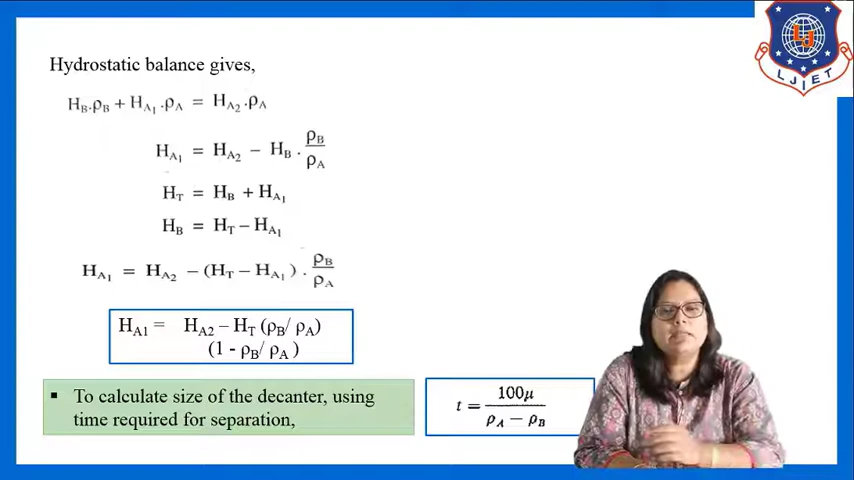 Hydrostatic balance gives,
H_B.ρ_B + H_A₁.ρ_A = H_A₂.ρ_A
H_A₁ = H_A₂ − H_B . ρ_B/ρ_A
H_T = H_B + H_A₁
H_B = H_T − H_A₁
H_A₁ = H_A₂ − (H_T − H_A₁) . ρ_B/ρ_A
H_A1 = H_A2 – H_T (ρ_B/ ρ_A)
(1 - ρ_B/ ρ_A )
▪ To calculate size of the decanter, using
time required for separation,
t = 100μ/(ρ_A − ρ_B)
LJ
LJIET